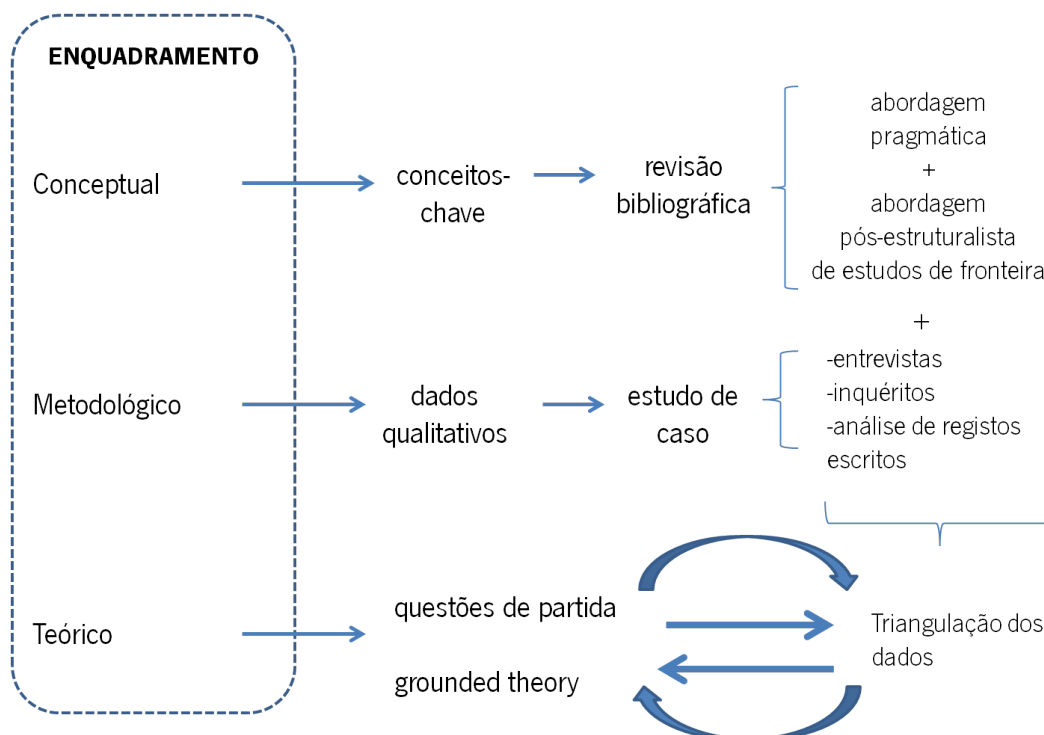 ENQUADRAMENTO
Conceptual
conceitos-
chave
revisão
bibliográfica
abordagem
pragmática
+
abordagem
pós-estruturalista
de estudos de fronteira
+
Metodológico
dados
qualitativos
estudo de
caso
-entrevistas
-inquéritos
-análise de registos
escritos
Teórico
questões de partida
grounded theory
Triangulação dos
dados